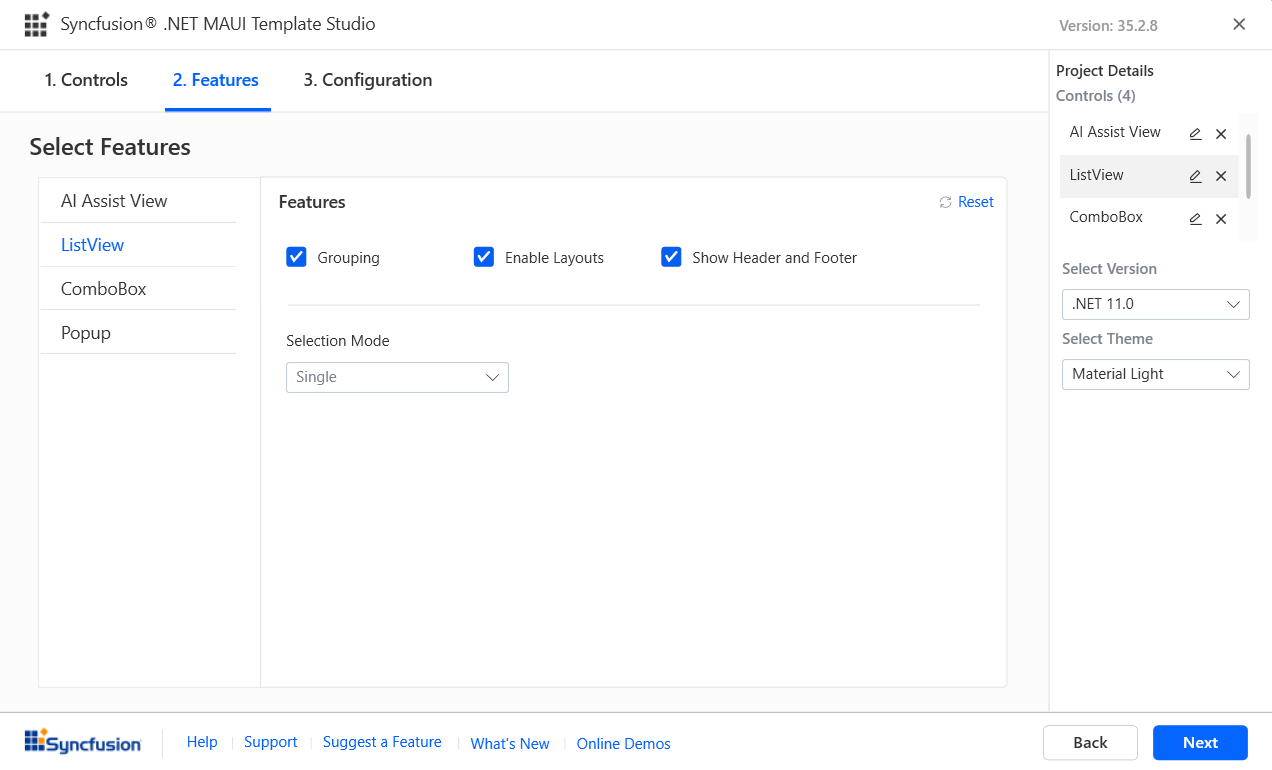 Syncfusion® .NET MAUI Template Studio
Version: 35.2.8
1. Controls
2. Features
3. Configuration
Project Details
Controls (4)
AI Assist View
ListView
ComboBox
Select Version
.NET 11.0
Select Theme
Material Light
Select Features
AI Assist View
ListView
ComboBox
Popup
Features
Reset
Grouping
Enable Layouts
Show Header and Footer
Selection Mode
Single
Syncfusion
Help
Support
Suggest a Feature
What's New
Online Demos
Back
Next